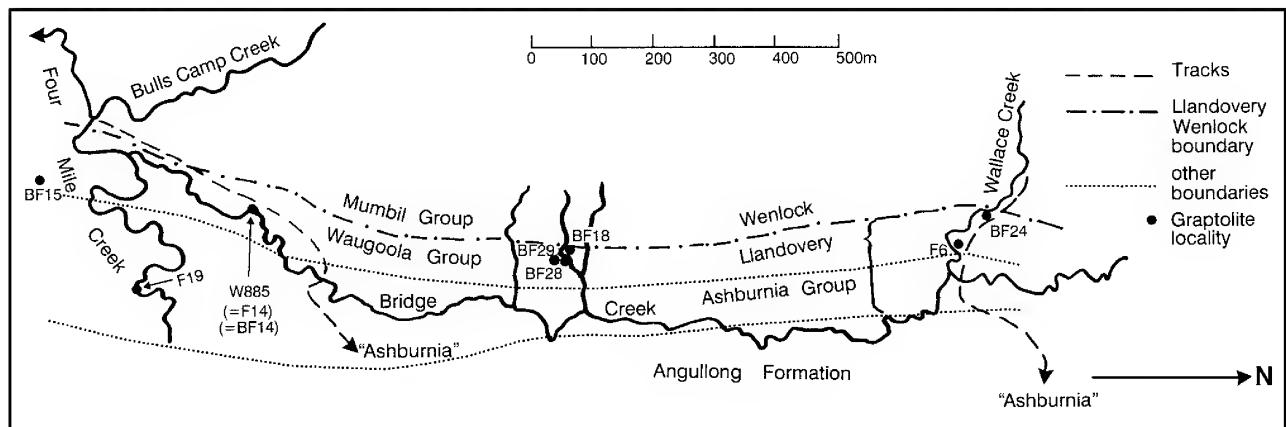 Four
Mile
Creek
Bulls Camp Creek
0 100 200 300 500m
Tracks
Llandovery
Wenlock
boundary
other
boundaries
Graptolite
locality
Wallace Creek
BF15
F19
W885
(=F14)
(=BF14)
Mumbil Group
Waugoola Group
Bridge Creek
"Ashburnia"
BF29
BF18
BF28
Wenlock
Llandovery
Ashburnia Group
F6
BF24
Angullong Formation
"Ashburnia"
N